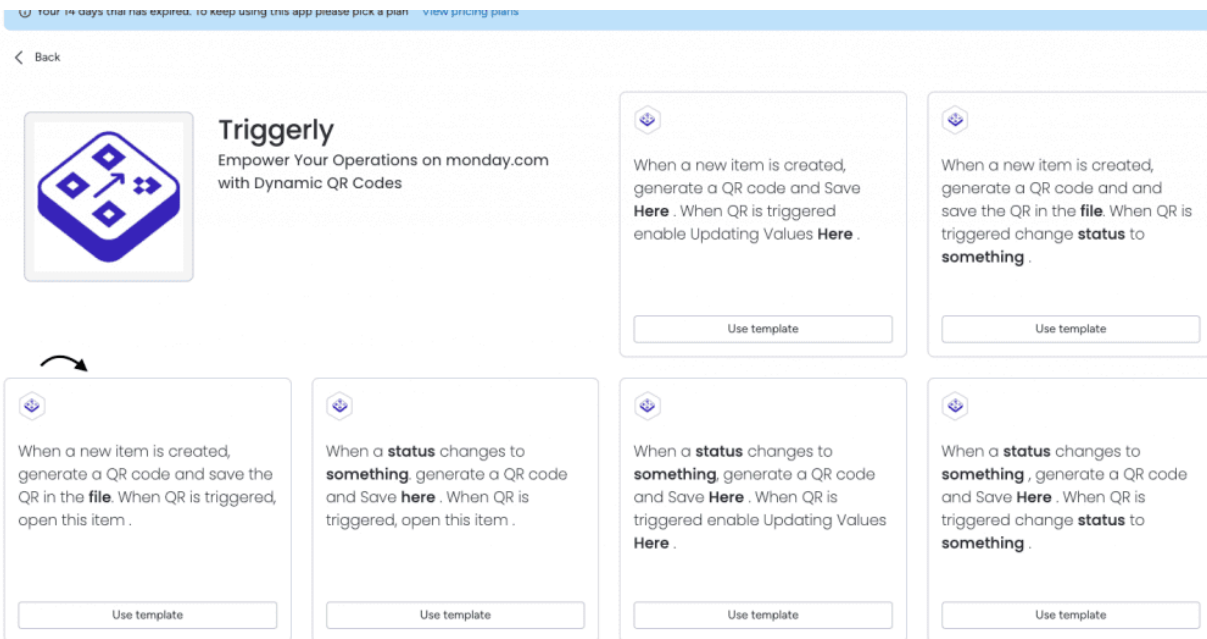 Your 14 days trial has expired. To keep using this app please pick a plan View pricing plans
Back
Triggerly
Empower Your Operations on monday.com
with Dynamic QR Codes
When a new item is created,
generate a QR code and Save
Here . When QR is triggered
enable Updating Values Here .
Use template
When a new item is created,
generate a QR code and and
save the QR in the file. When QR is
triggered change status to
something .
Use template
When a new item is created,
generate a QR code and save the
QR in the file. When QR is triggered,
open this item .
Use template
When a status changes to
something. generate a QR code
and Save here . When QR is
triggered, open this item .
Use template
When a status changes to
something, generate a QR code
and Save Here . When QR is
triggered enable Updating Values
Here .
Use template
When a status changes to
something , generate a QR code
and Save Here . When QR is
triggered change status to
something .
Use template